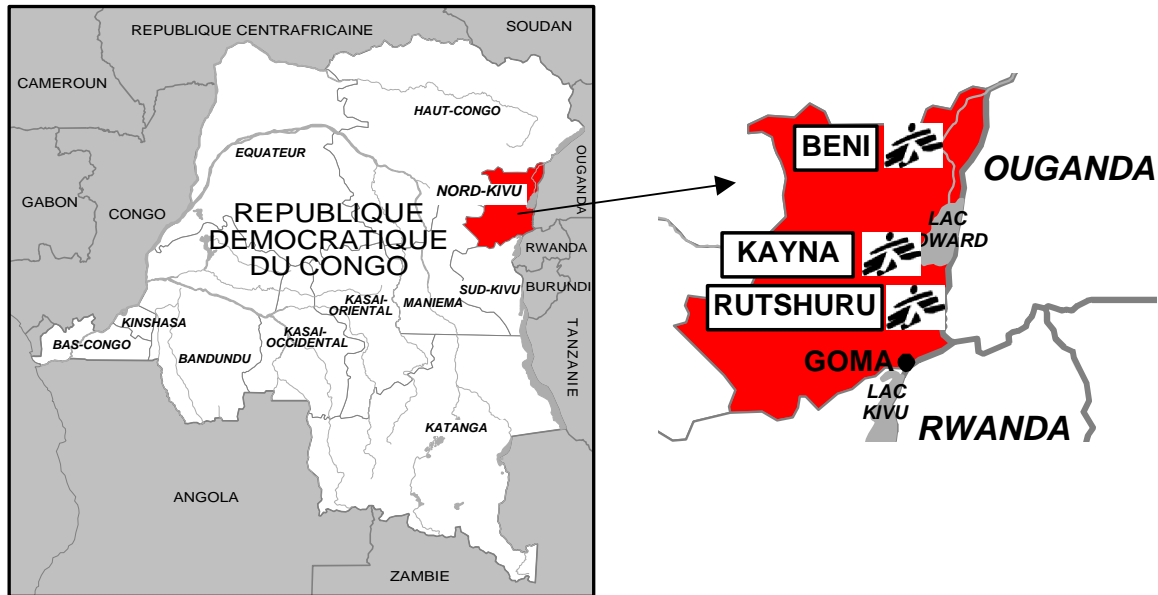 REPUBLIQUE CENTRAFRICAINE
SOUDAN
CAMEROUN
HAUT-CONGO
EQUATEUR
OUGANDA
GABON
CONGO
NORD-KIVU
REPUBLIQUE
DEMOCRATIQUE
DU CONGO
RWANDA
SUD-KIVU
BURUNDI
KASAI-
ORIENTAL
MANIEMA
KINSHASA
BAS-CONGO
BANDUNDU
KASAI-
OCCIDENTAL
TANZANIE
KATANGA
ANGOLA
ZAMBIE
BENI
OUGANDA
LAC
DWARD
KAYNA
RUTSHURU
GOMA
LAC
KIVU
RWANDA